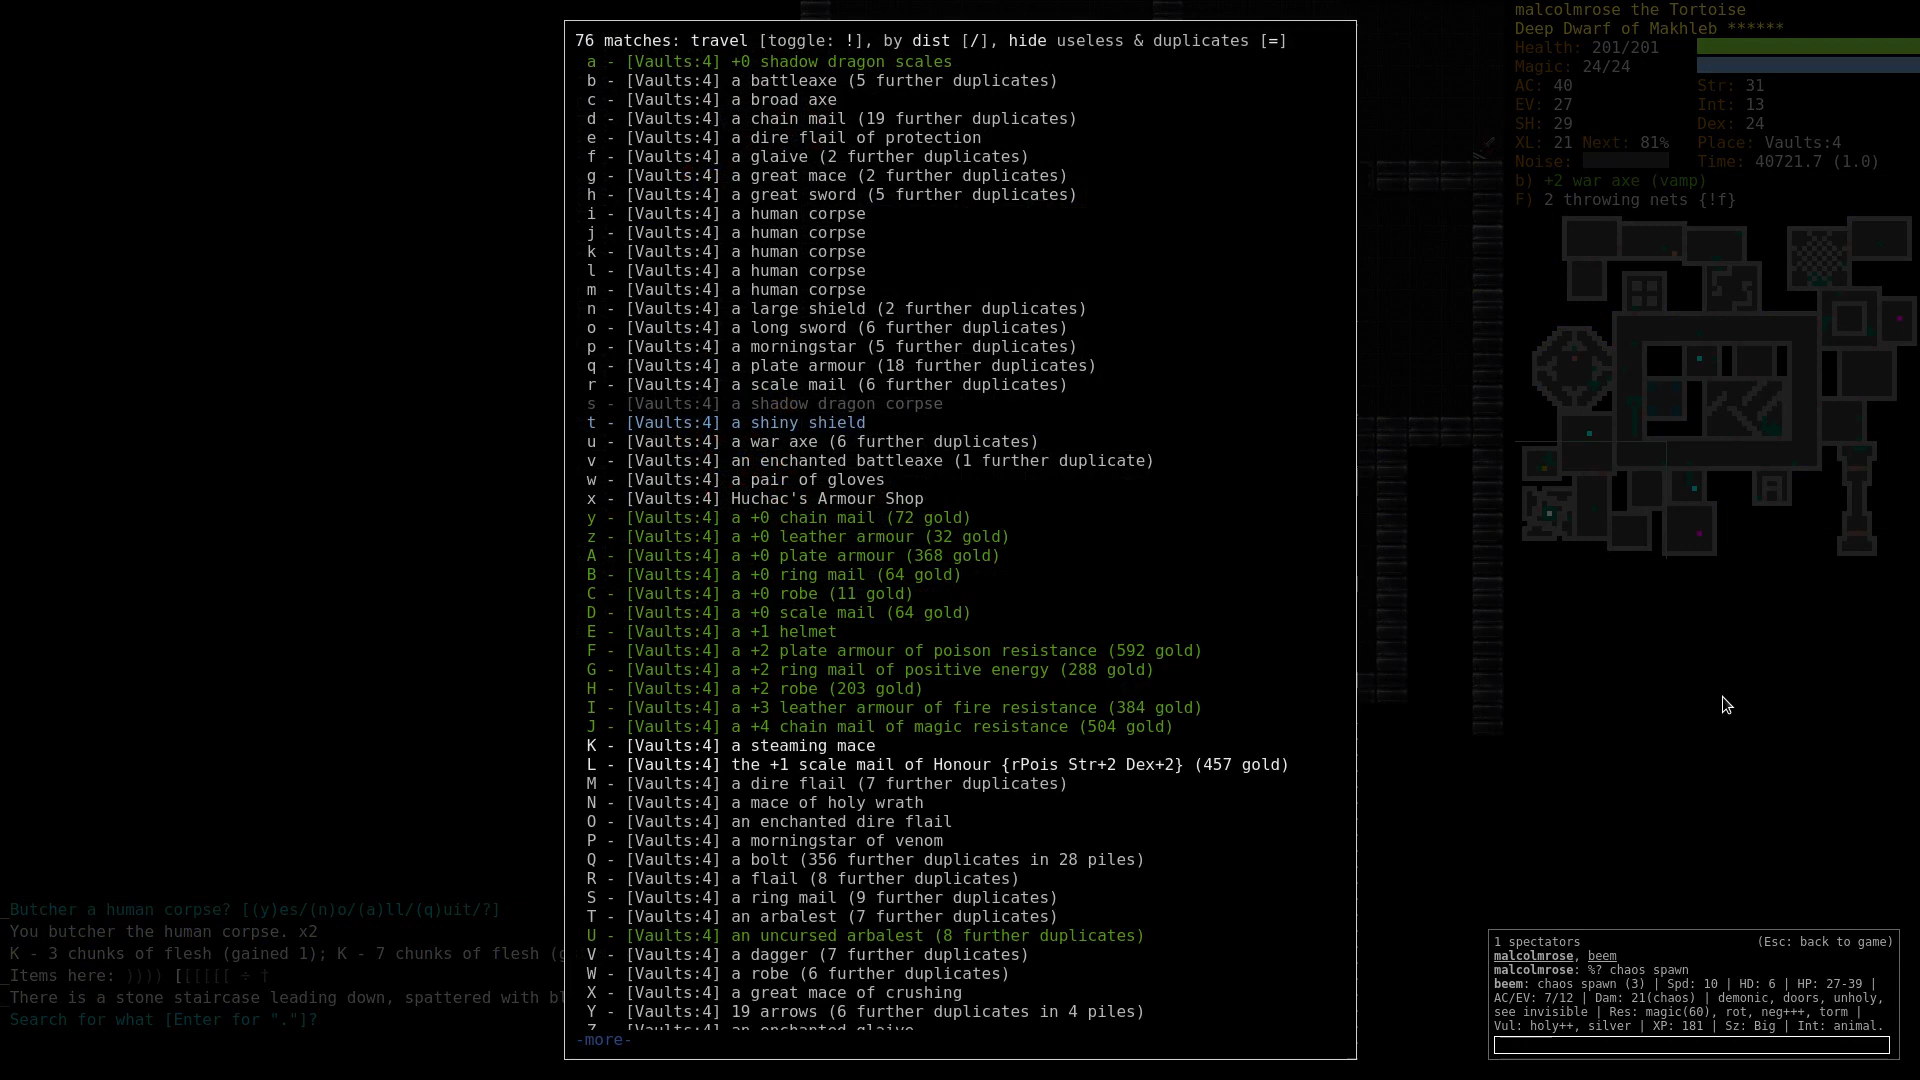 76 matches: travel [toggle: !], by dist [/], hide useless & duplicates [=]
a - [Vaults:4] +0 shadow dragon scales
b - [Vaults:4] a battleaxe (5 further duplicates)
c - [Vaults:4] a broad axe
d - [Vaults:4] a chain mail (19 further duplicates)
e - [Vaults:4] a dire flail of protection
f - [Vaults:4] a glaive (2 further duplicates)
g - [Vaults:4] a great mace (2 further duplicates)
h - [Vaults:4] a great sword (5 further duplicates)
i - [Vaults:4] a human corpse
j - [Vaults:4] a human corpse
k - [Vaults:4] a human corpse
l - [Vaults:4] a human corpse
m - [Vaults:4] a human corpse
n - [Vaults:4] a large shield (2 further duplicates)
o - [Vaults:4] a long sword (6 further duplicates)
p - [Vaults:4] a morningstar (5 further duplicates)
q - [Vaults:4] a plate armour (18 further duplicates)
r - [Vaults:4] a scale mail (6 further duplicates)
s - [Vaults:4] a shadow dragon corpse
t - [Vaults:4] a shiny shield
u - [Vaults:4] a war axe (6 further duplicates)
v - [Vaults:4] an enchanted battleaxe (1 further duplicate)
w - [Vaults:4] a pair of gloves
x - [Vaults:4] Huchac's Armour Shop
y - [Vaults:4] a +0 chain mail (72 gold)
z - [Vaults:4] a +0 leather armour (32 gold)
A - [Vaults:4] a +0 plate armour (368 gold)
B - [Vaults:4] a +0 ring mail (64 gold)
C - [Vaults:4] a +0 robe (11 gold)
D - [Vaults:4] a +0 scale mail (64 gold)
E - [Vaults:4] a +1 helmet
F - [Vaults:4] a +2 plate armour of poison resistance (592 gold)
G - [Vaults:4] a +2 ring mail of positive energy (288 gold)
H - [Vaults:4] a +2 robe (203 gold)
I - [Vaults:4] a +3 leather armour of fire resistance (384 gold)
J - [Vaults:4] a +4 chain mail of magic resistance (504 gold)
K - [Vaults:4] a steaming mace
L - [Vaults:4] the +1 scale mail of Honour {rPois Str+2 Dex+2} (457 gold)
M - [Vaults:4] a dire flail (7 further duplicates)
N - [Vaults:4] a mace of holy wrath
O - [Vaults:4] an enchanted dire flail
P - [Vaults:4] a morningstar of venom
Q - [Vaults:4] a bolt (356 further duplicates in 28 piles)
R - [Vaults:4] a flail (8 further duplicates)
S - [Vaults:4] a ring mail (9 further duplicates)
T - [Vaults:4] an arbalest (7 further duplicates)
U - [Vaults:4] an uncursed arbalest (8 further duplicates)
V - [Vaults:4] a dagger (7 further duplicates)
W - [Vaults:4] a robe (6 further duplicates)
X - [Vaults:4] a great mace of crushing
Y - [Vaults:4] 19 arrows (6 further duplicates in 4 piles)
Z - [Vaults:4] an enchanted glaive
-more-
malcolmrose the Tortoise
Deep Dwarf of Makhleb ******
Health: 201/201
Magic: 24/24
AC: 40 Str: 31
EV: 27 Int: 13
SH: 29 Dex: 24
XL: 21 Next: 81% Place: Vaults:4
Noise: Time: 40721.7 (1.0)
b) +2 war axe (vamp)
F) 2 throwing nets {!f}
_Butcher a human corpse? [(y)es/(n)o/(a)ll/(q)uit/?]
You butcher the human corpse. x2
K - 3 chunks of flesh (gained 1); K - 7 chunks of flesh (g
_Items here: )))) [[[[[[ ÷ †
_There is a stone staircase leading down, spattered with bl
Search for what [Enter for "."]?
1 spectators (Esc: back to game)
malcolmrose, beem
malcolmrose: %? chaos spawn
beem: chaos spawn (3) | Spd: 10 | HD: 6 | HP: 27-39 |
AC/EV: 7/12 | Dam: 21(chaos) | demonic, doors, unholy,
see invisible | Res: magic(60), rot, neg+++, torm |
Vul: holy++, silver | XP: 181 | Sz: Big | Int: animal.